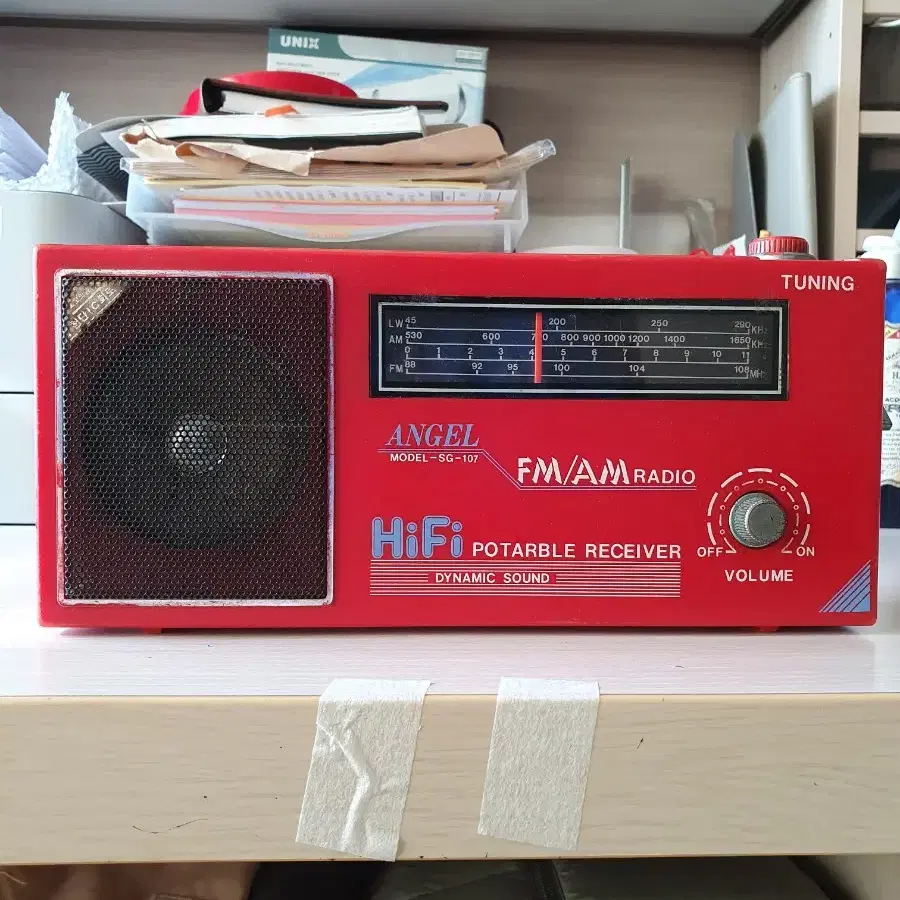 UNIX
TUNING
LW 45 200 250 290 KHz
AM 530 600 700 800 900 1000 1200 1400 1650 KHz
0 1 2 3 4 5 6 7 8 9 10 11
FM 88 92 95 100 104 108 MHz
ANGEL
MODEL-SG-107
FM/AM RADIO
HiFi POTARBLE RECEIVER
DYNAMIC SOUND
OFF ON
VOLUME